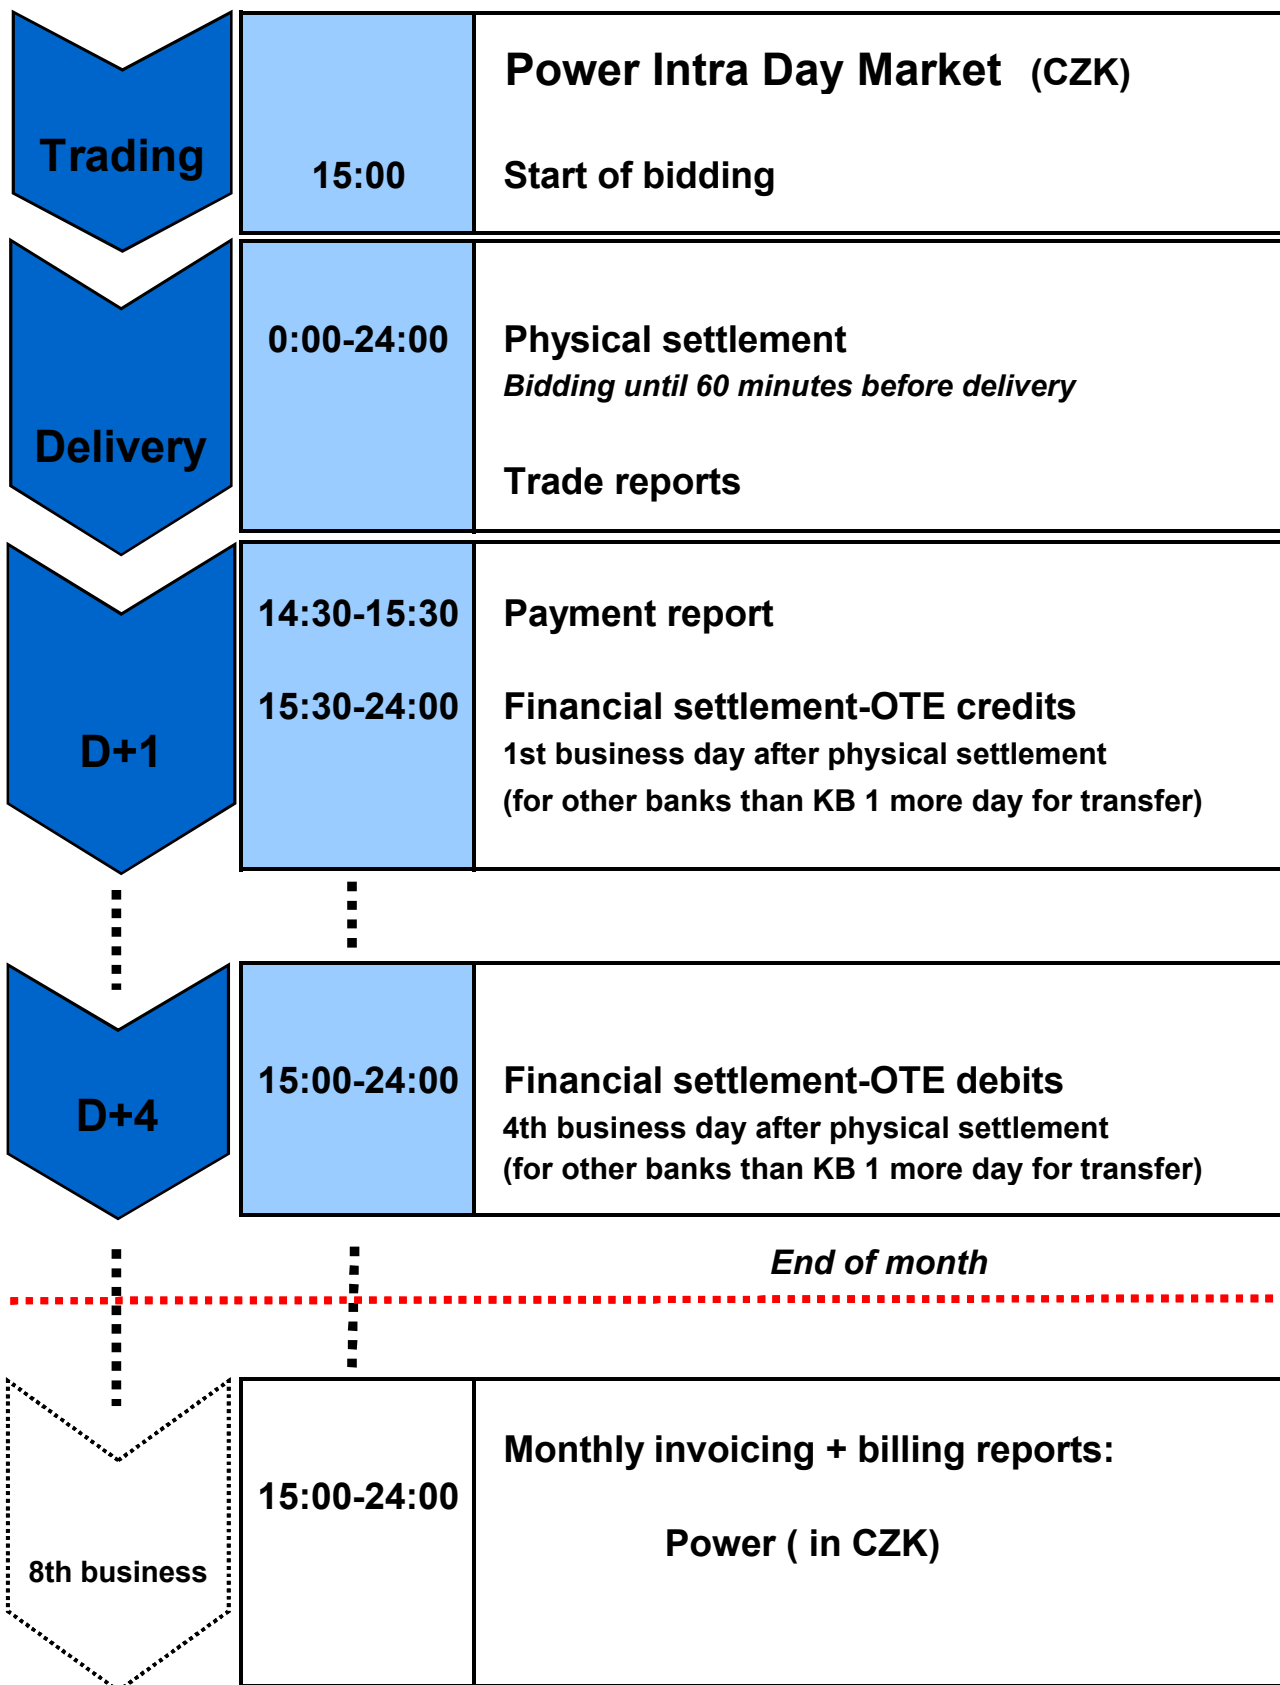 Power Intra Day Market (CZK)
Trading
15:00
Start of bidding
0:00-24:00
Physical settlement
Bidding until 60 minutes before delivery
Delivery
Trade reports
14:30-15:30
Payment report
15:30-24:00
Financial settlement-OTE credits
D+1
1st business day after physical settlement
(for other banks than KB 1 more day for transfer)
15:00-24:00
Financial settlement-OTE debits
D+4
4th business day after physical settlement
(for other banks than KB 1 more day for transfer)
End of month
Monthly invoicing + billing reports:
15:00-24:00
Power ( in CZK)
8th business